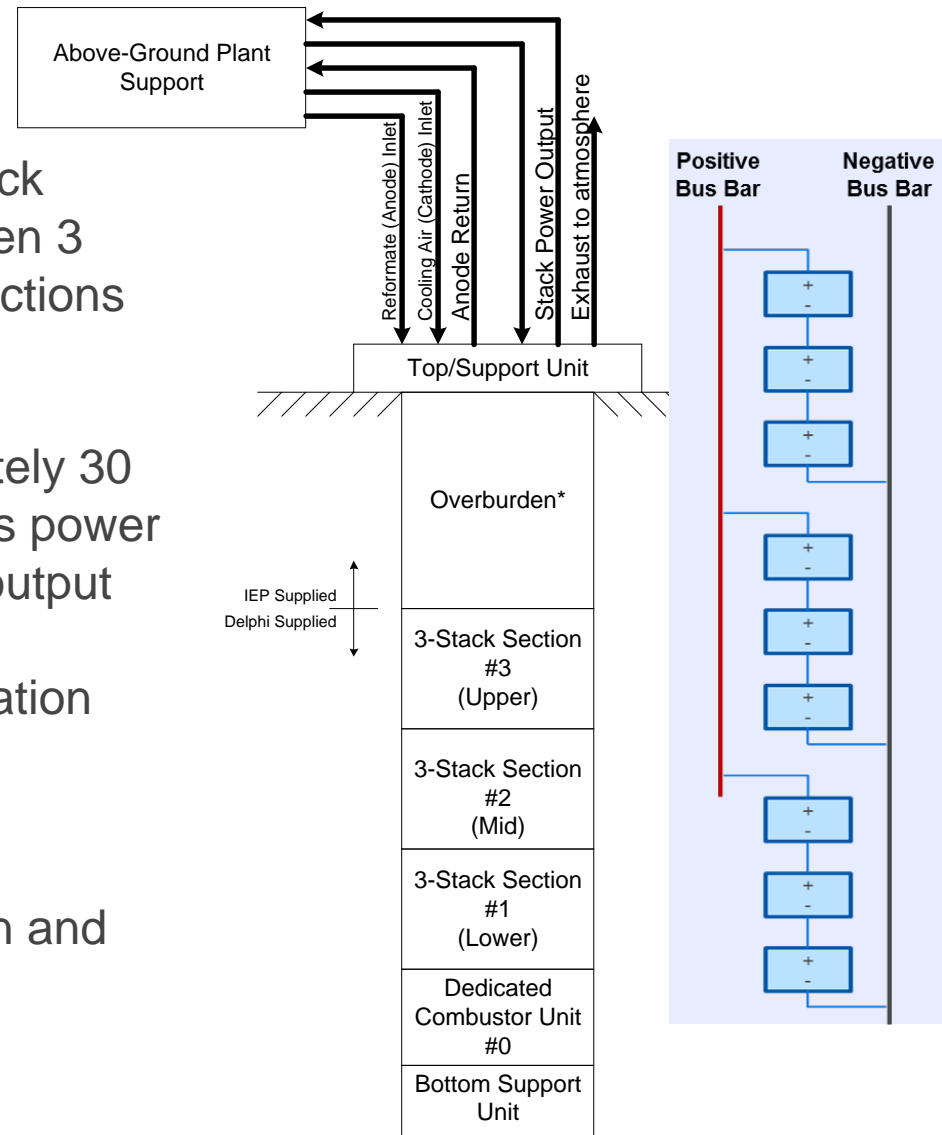 ck
en 3
ctions
tely 30
s power
output
ation
n and
Above-Ground Plant
Support
Reformate (Anode) Inlet
Cooling Air (Cathode) Inlet
Anode Return
Stack Power Output
Exhaust to atmosphere
Top/Support Unit
Overburden*
IEP Supplied
Delphi Supplied
3-Stack Section
#3
(Upper)
3-Stack Section
#2
(Mid)
3-Stack Section
#1
(Lower)
Dedicated
Combustor Unit
#0
Bottom Support
Unit
Positive
Bus Bar
Negative
Bus Bar
+
-
+
-
+
-
+
-
+
-
+
-
+
-
+
-
+
-